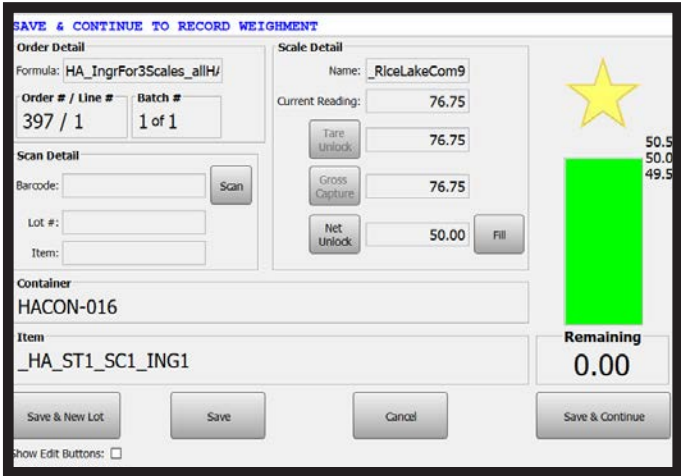 SAVE & CONTINUE TO RECORD WEIGHMENT
Order Detail
Formula: HA_IngrFor3Scales_allH/
Order # / Line #
397 / 1
Batch #
1 of 1
Scan Detail
Barcode:
Scan
Lot #:
Item:
Scale Detail
Name: _RiceLakeCom9
Current Reading: 76.75
Tare Unlock 76.75
Gross Capture 76.75
Net Unlock 50.00 Fill
50.5
50.0
49.5
Container
HACON-016
Item
_HA_ST1_SC1_ING1
Remaining
0.00
Save & New Lot
Save
Cancel
Save & Continue
Show Edit Buttons: